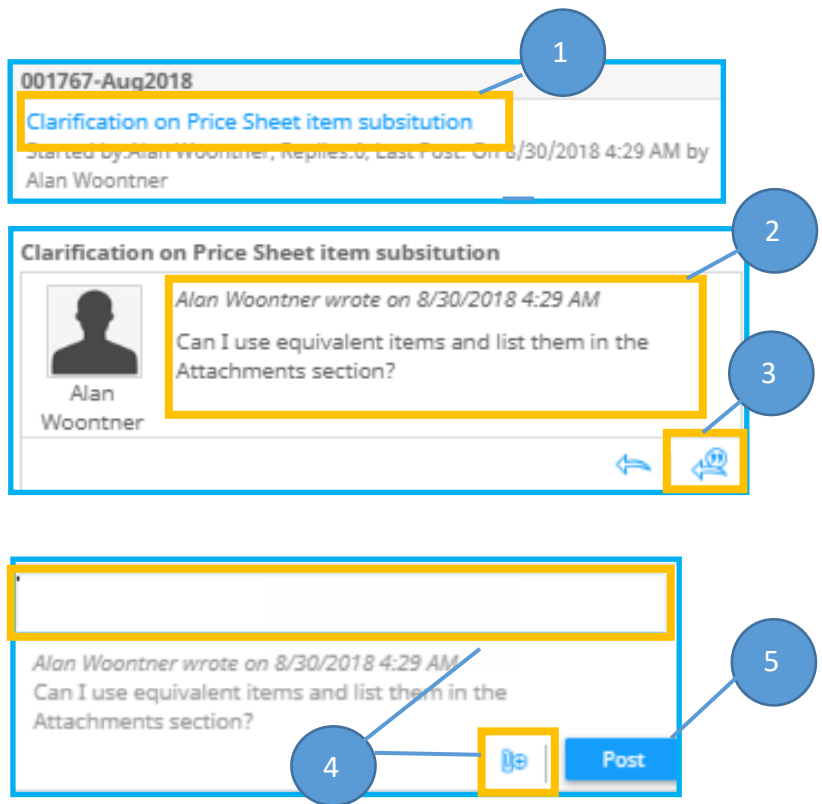 1
001767-Aug2018
Clarification on Price Sheet item subsitution
Started by:Alan Woontner, Replies:0, Last Post: On 8/30/2018 4:29 AM by
Alan Woontner
2
Clarification on Price Sheet item subsitution
Alan Woontner wrote on 8/30/2018 4:29 AM
Can I use equivalent items and list them in the
Attachments section?
3
Alan
Woontner
Alan Woontner wrote on 8/30/2018 4:29 AM
Can I use equivalent items and list them in the
Attachments section?
5
4
Post